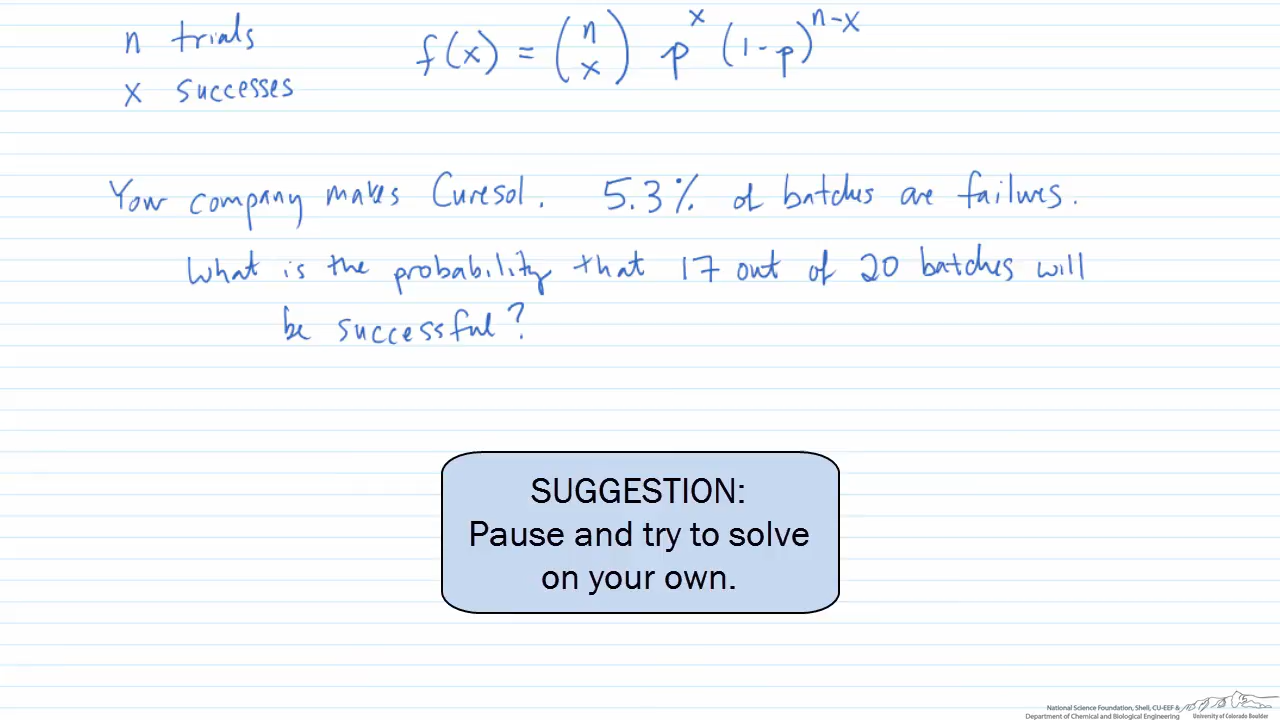 n trials
x successes
f(x) = (n x) p^x (1-p)^{n-x}
Your company makes Curesol. 5.3% of batches are failures.
What is the probability that 17 out of 20 batches will
be successful?
SUGGESTION:
Pause and try to solve
on your own.
National Science Foundation, Shell, CU-EEF &
Department of Chemical and Biological Engineering
University of Colorado Boulder